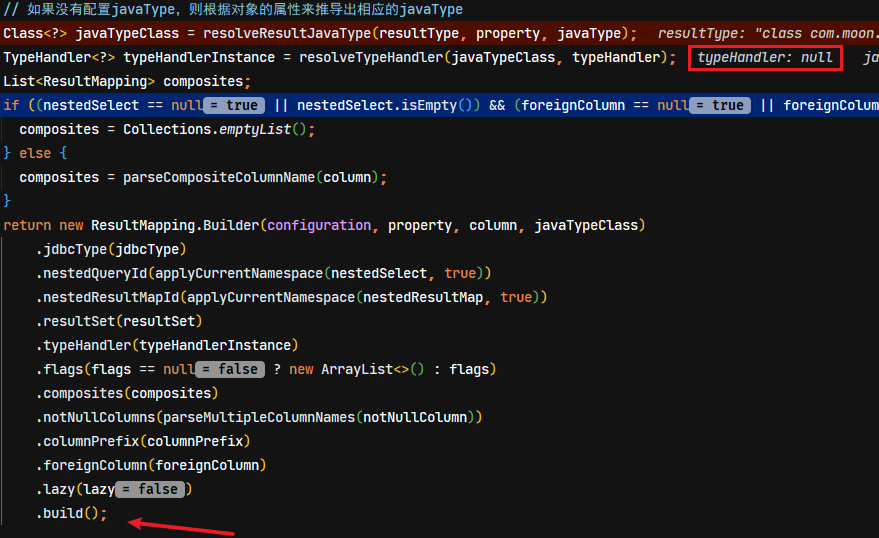 // 如果没有配置javaType，则根据对象的属性来推导出相应的javaType
Class<?> javaTypeClass = resolveResultJavaType(resultType, property, javaType); resultType: "class com.moon.
TypeHandler<?> typeHandlerInstance = resolveTypeHandler(javaTypeClass, typeHandler); typeHandler: null ja
List<ResultMapping> composites;
if ((nestedSelect == null = true || nestedSelect.isEmpty()) && (foreignColumn == null = true || foreignColum
composites = Collections.emptyList();
} else {
composites = parseCompositeColumnName(column);
}
return new ResultMapping.Builder(configuration, property, column, javaTypeClass)
.jdbcType(jdbcType)
.nestedQueryId(applyCurrentNamespace(nestedSelect, true))
.nestedResultMapId(applyCurrentNamespace(nestedResultMap, true))
.resultSet(resultSet)
.typeHandler(typeHandlerInstance)
.flags(flags == null = false ? new ArrayList<>() : flags)
.composites(composites)
.notNullColumns(parseMultipleColumnNames(notNullColumn))
.columnPrefix(columnPrefix)
.foreignColumn(foreignColumn)
.lazy(lazy = false )
.build();